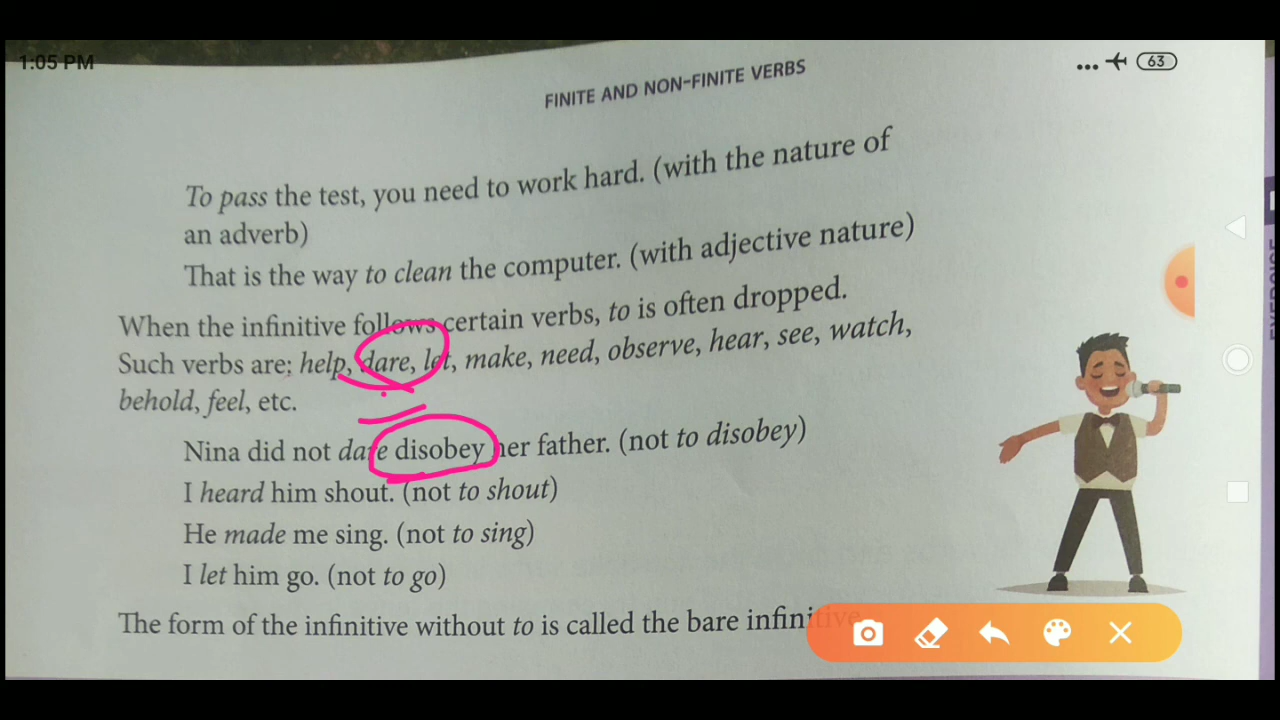 1:05 PM
63
FINITE AND NON-FINITE VERBS
To pass the test, you need to work hard. (with the nature of
an adverb)
That is the way to clean the computer. (with adjective nature)
When the infinitive follows certain verbs, to is often dropped.
Such verbs are: help, dare, let, make, need, observe, hear, see, watch,
behold, feel, etc.
Nina did not dare disobey her father. (not to disobey)
I heard him shout. (not to shout)
He made me sing. (not to sing)
I let him go. (not to go)
The form of the infinitive without to is called the bare infinitive